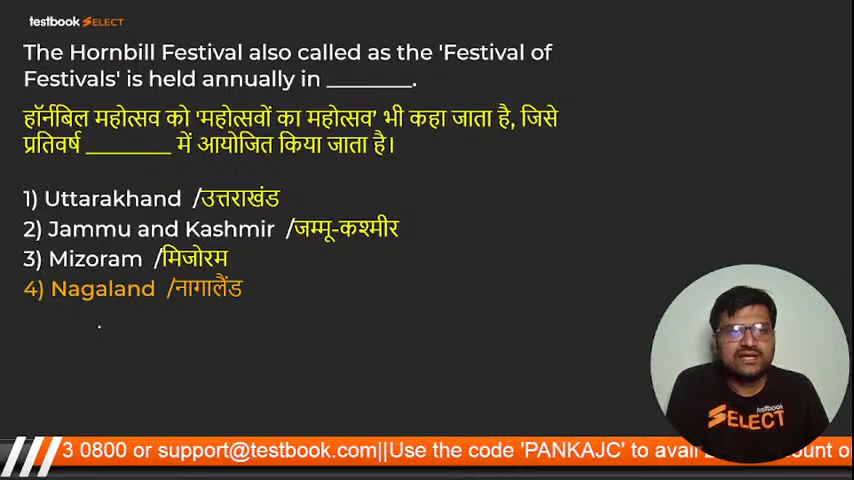 testbook SELECT
The Hornbill Festival also called as the 'Festival of
Festivals' is held annually in ________.
हॉर्नबिल महोत्सव को 'महोत्सवों का महोत्सव’ भी कहा जाता है, जिसे
प्रतिवर्ष ________ में आयोजित किया जाता है।
1) Uttarakhand /उत्तराखंड
2) Jammu and Kashmir /जम्मू-कश्मीर
3) Mizoram /मिजोरम
4) Nagaland /नागालैंड
testbook
SELECT
3 0800 or support@testbook.com||Use the code 'PANKAJC' to avail